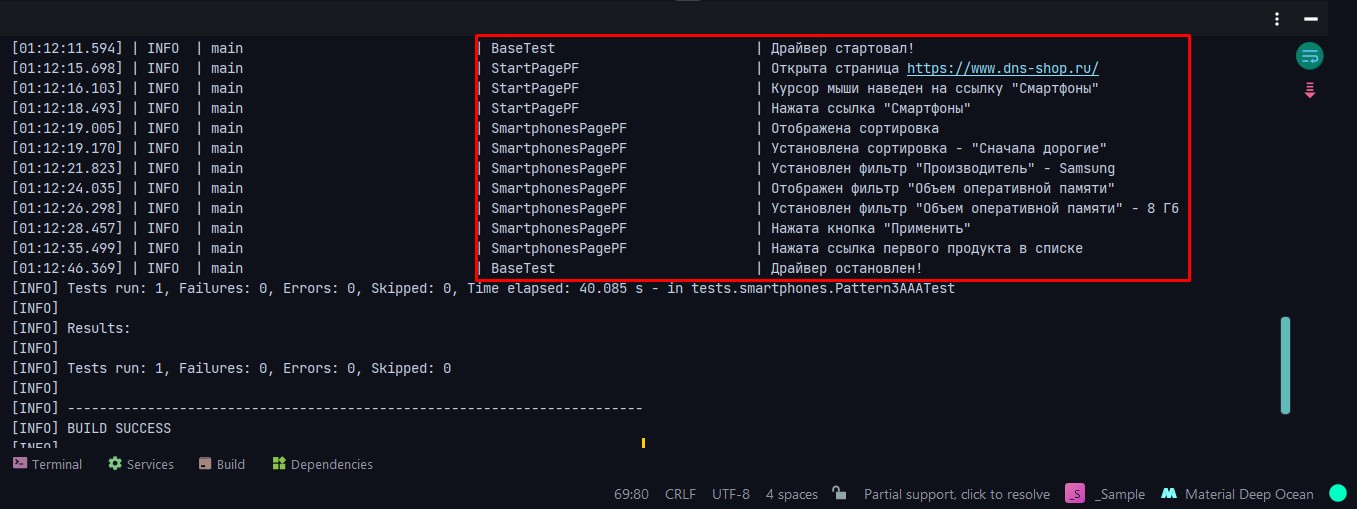 [01:12:11.594] | INFO | main | BaseTest | Драйвер стартовал!
[01:12:15.698] | INFO | main | StartPagePF | Открыта страница https://www.dns-shop.ru/
[01:12:16.103] | INFO | main | StartPagePF | Курсор мыши наведен на ссылку "Смартфоны"
[01:12:18.493] | INFO | main | StartPagePF | Нажата ссылка "Смартфоны"
[01:12:19.005] | INFO | main | SmartphonesPagePF | Отображена сортировка
[01:12:19.170] | INFO | main | SmartphonesPagePF | Установлена сортировка - "Сначала дорогие"
[01:12:21.823] | INFO | main | SmartphonesPagePF | Установлен фильтр "Производитель" - Samsung
[01:12:24.035] | INFO | main | SmartphonesPagePF | Отображен фильтр "Объем оперативной памяти"
[01:12:26.298] | INFO | main | SmartphonesPagePF | Установлен фильтр "Объем оперативной памяти" - 8 Гб
[01:12:28.457] | INFO | main | SmartphonesPagePF | Нажата кнопка "Применить"
[01:12:35.499] | INFO | main | SmartphonesPagePF | Нажата ссылка первого продукта в списке
[01:12:46.369] | INFO | main | BaseTest | Драйвер остановлен!
[INFO] Tests run: 1, Failures: 0, Errors: 0, Skipped: 0, Time elapsed: 40.085 s - in tests.smartphones.Pattern3AAATest
[INFO]
[INFO] Results:
[INFO]
[INFO] Tests run: 1, Failures: 0, Errors: 0, Skipped: 0
[INFO]
[INFO] ------------------------------------------------------------------------
[INFO] BUILD SUCCESS
[INFO]
Terminal Services Build Dependencies
69:80 CRLF UTF-8 4 spaces Partial support, click to resolve _S _Sample Material Deep Ocean